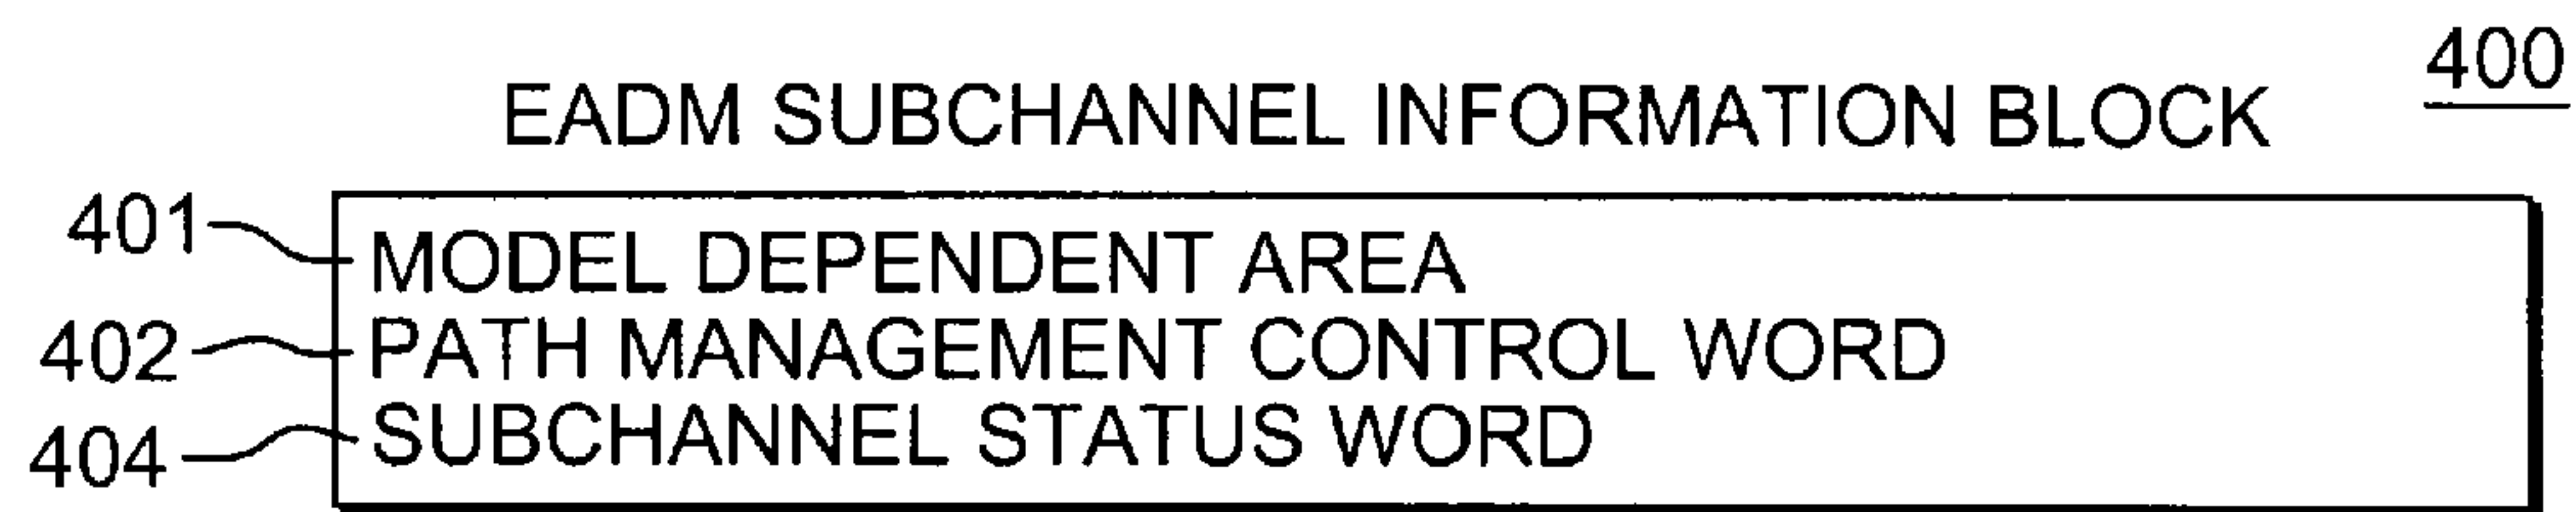 400
EADM SUBCHANNEL INFORMATION BLOCK
401 MODEL DEPENDENT AREA
402 PATH MANAGEMENT CONTROL WORD
404 SUBCHANNEL STATUS WORD